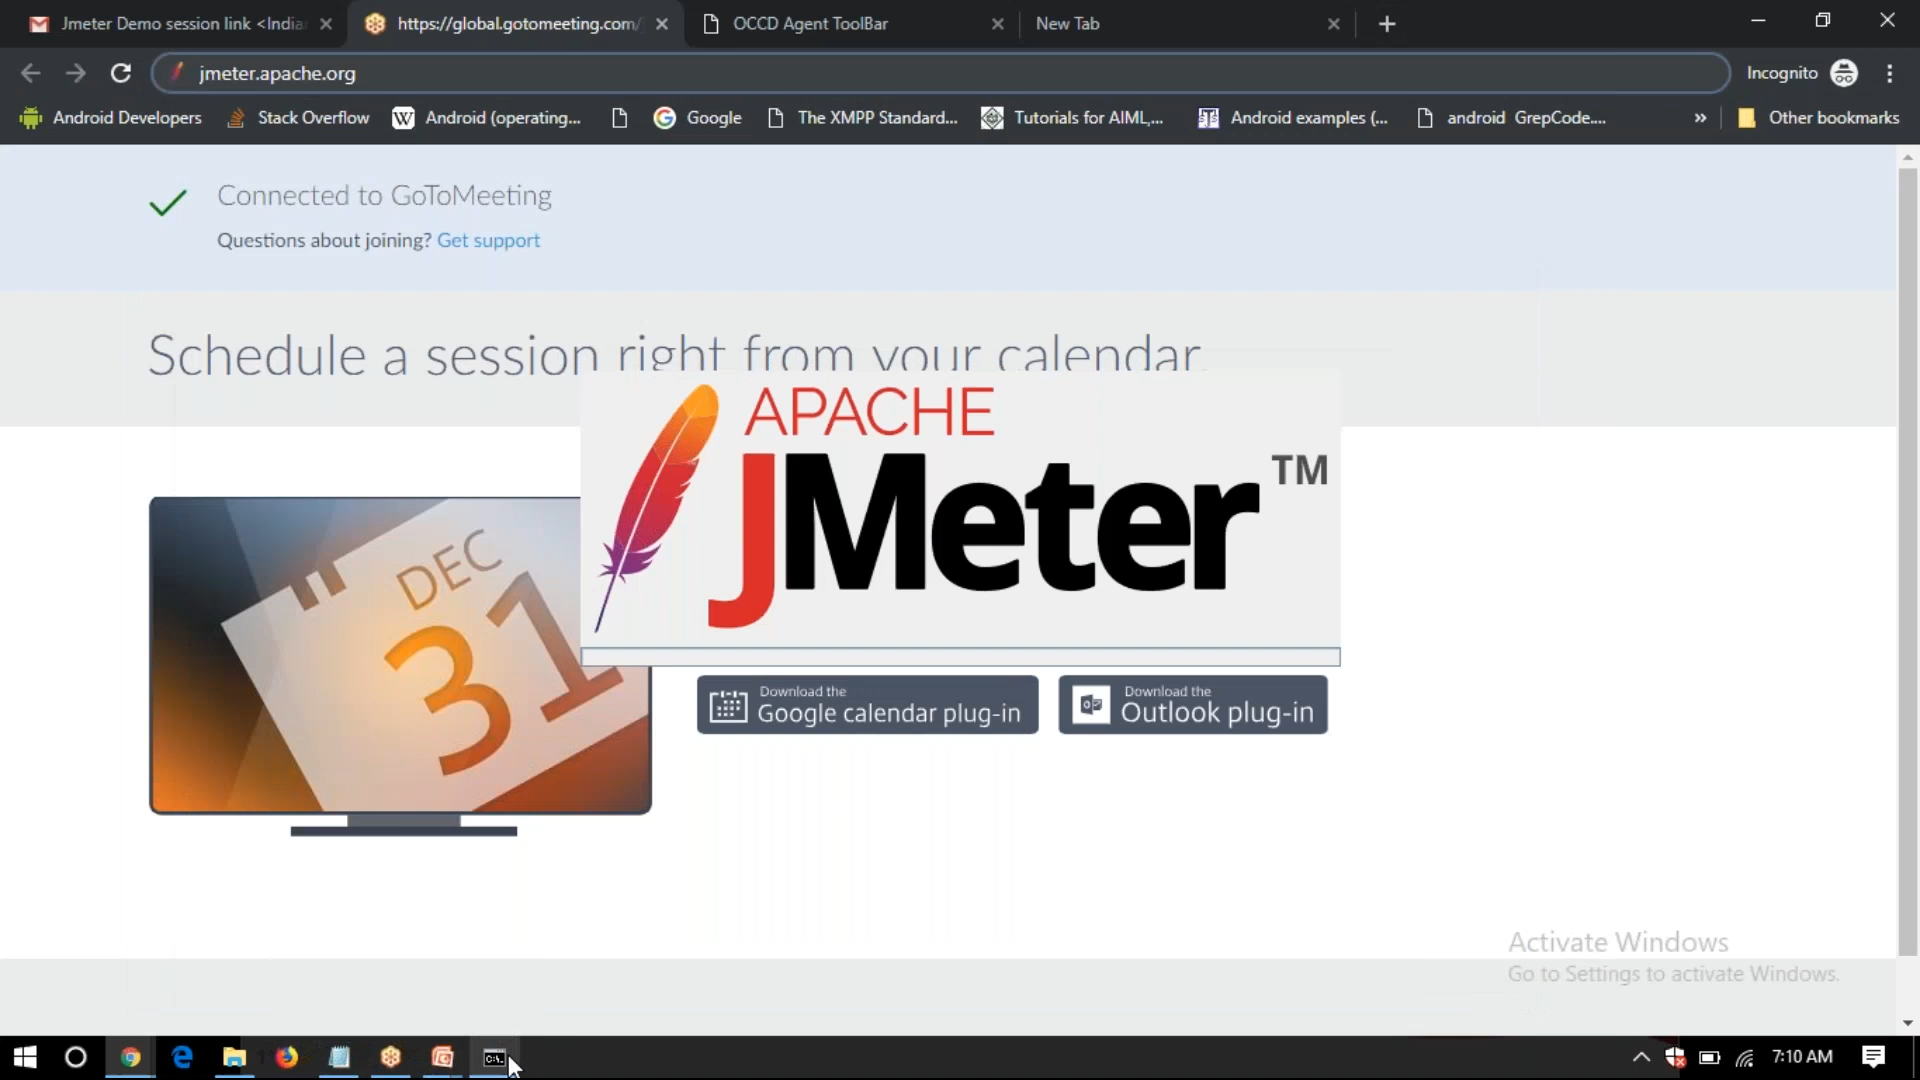 Jmeter Demo session link <India
https://global.gotomeeting.com/
OCCD Agent ToolBar
New Tab
jmeter.apache.org
Incognito
Android Developers
Stack Overflow
Android (operating...
Google
The XMPP Standard...
Tutorials for AIML,...
Android examples (...
android GrepCode....
»
Other bookmarks
Connected to GoToMeeting
Questions about joining? Get support
Schedule a session right from your calendar.
APACHE
JMeter TM
DEC
31
Download the
Google calendar plug-in
Download the
Outlook plug-in
Activate Windows
Go to Settings to activate Windows.
7:10 AM